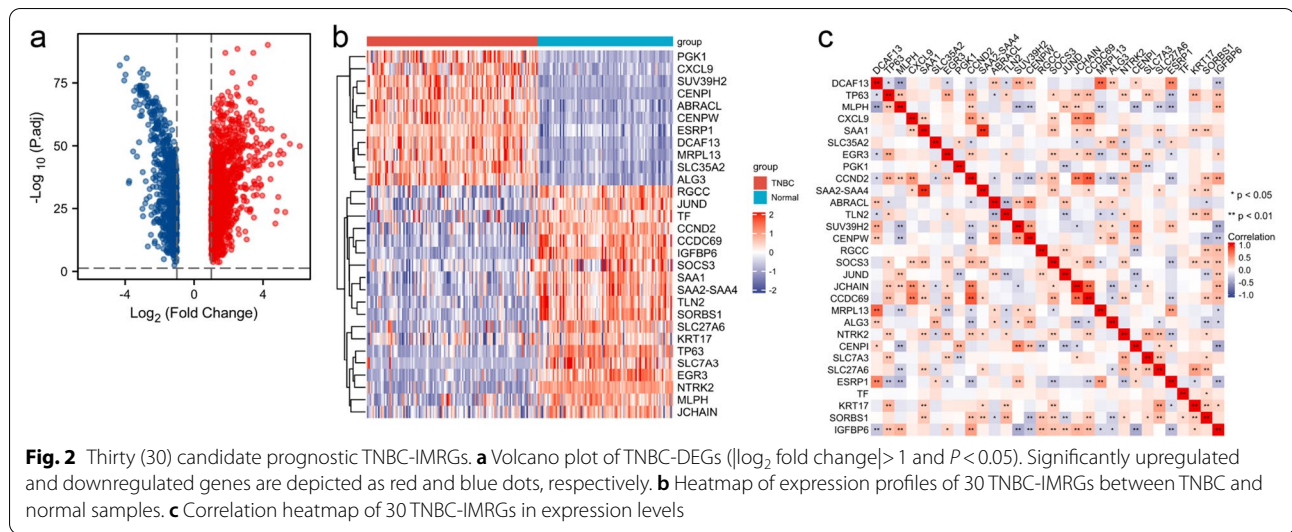 a
-Log 10 (P.adj)
75
50
25
0
-4
0
4
Log2 (Fold Change)
b
group
PGK1
CXCL9
SUV39H2
CENPI
ABRACL
CENPW
ESRP1
DCAF13
MRPL13
SLC35A2
ALG3
RGCC
JUND
TF
CCND2
CCDC69
IGFBP6
SOCS3
SAA1
SAA2-SAA4
TLN2
SORBS1
SLC27A6
KRT17
TP63
SLC7A3
EGR3
NTRK2
MLPH
JCHAIN
group
TNBC
Normal
2
1
0
-1
-2
c
DCAF13
TP63
MLPH
CXCL9
SAA1
SLC35A2
EGR3
PGK1
CCND2
SAA2-SAA4
ABRACL
TLN2
SUV39H2
CENPW
RGCC
SOCS3
JUND
JCHAIN
CCDC69
MRPL13
ALG3
NTRK2
CENPI
SLC7A3
SLC27A6
ESRP1
TF
KRT17
SORBS1
IGFBP6
* p < 0.05
** p < 0.01
Correlation
1.0
0.5
0.0
-0.5
-1.0
Fig. 2 Thirty (30) candidate prognostic TNBC-IMRGs. a Volcano plot of TNBC-DEGs (|log2 fold change|> 1 and P < 0.05). Significantly upregulated
and downregulated genes are depicted as red and blue dots, respectively. b Heatmap of expression profiles of 30 TNBC-IMRGs between TNBC and
normal samples. c Correlation heatmap of 30 TNBC-IMRGs in expression levels